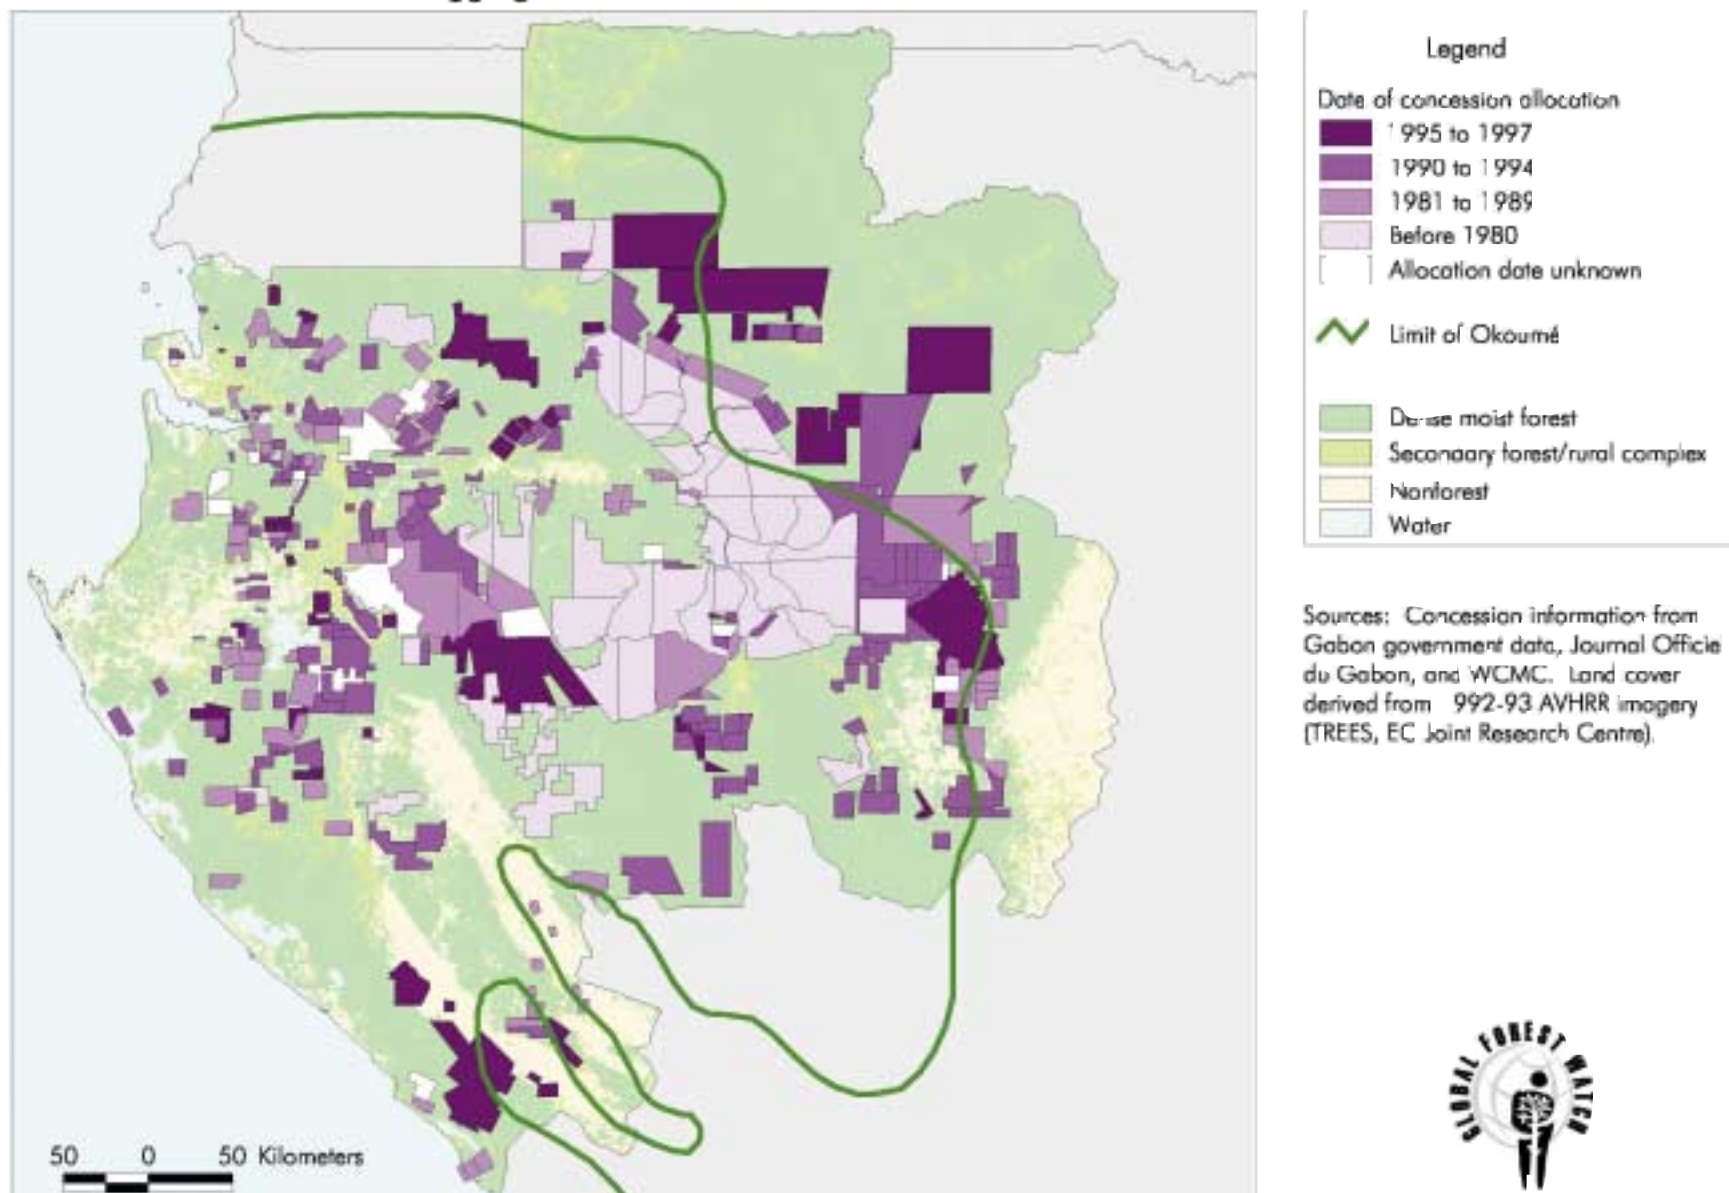 Legend
Date of concession allocation
1995 to 1997
1990 to 1994
1981 to 1989
Before 1980
Allocation date unknown
Limit of Okoumé
Dense moist forest
Secondary forest/rural complex
Nonforest
Water
Sources: Concession information from
Gabon government data, Journal Officie
du Gabon, and WCMC. Land cover
derived from 992-93 AVHRR imagery
(TREES, EC Joint Research Centre).
50 0 50 Kilometers
GLOBAL FOREST WATCH